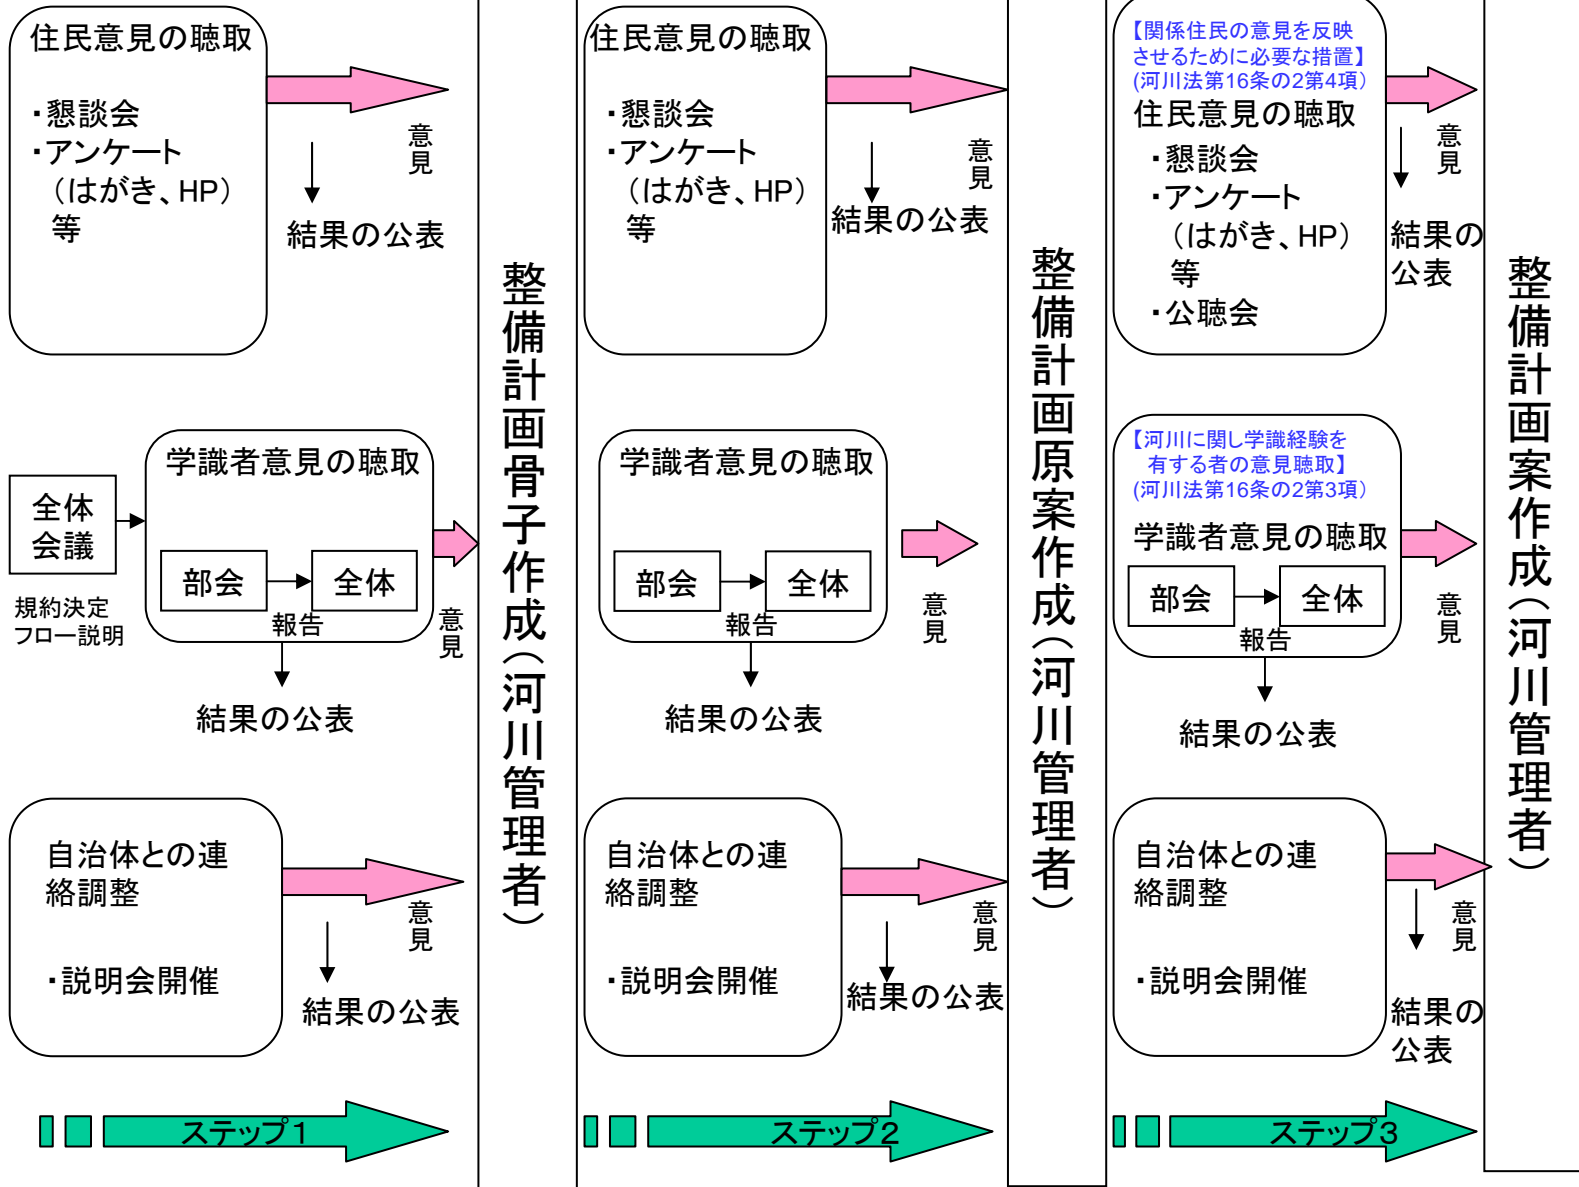 住民意見の聴取
・懇談会
・アンケート
（はがき、HP）
等
意見
結果の公表
全体
会議
規約決定
フロー説明
学識者意見の聴取
部会
全体
報告
意見
結果の公表
自治体との連
絡調整
・説明会開催
意見
結果の公表
ステップ１
整備計画骨子作成（河川管理者）
住民意見の聴取
・懇談会
・アンケート
（はがき、HP）
等
意見
結果の公表
学識者意見の聴取
部会
全体
報告
意見
結果の公表
自治体との連
絡調整
・説明会開催
意見
結果の公表
ステップ２
整備計画原案作成（河川管理者）
【関係住民の意見を反映
させるために必要な措置】
(河川法第16条の2第4項）
住民意見の聴取
・懇談会
・アンケート
（はがき、HP）
等
・公聴会
意見
結果の
公表
【河川に関し学識経験を
有する者の意見聴取】
(河川法第16条の2第3項）
学識者意見の聴取
部会
全体
報告
意見
結果の公表
自治体との連
絡調整
・説明会開催
意見
結果の
公表
ステップ３
整備計画案作成（河川管理者）